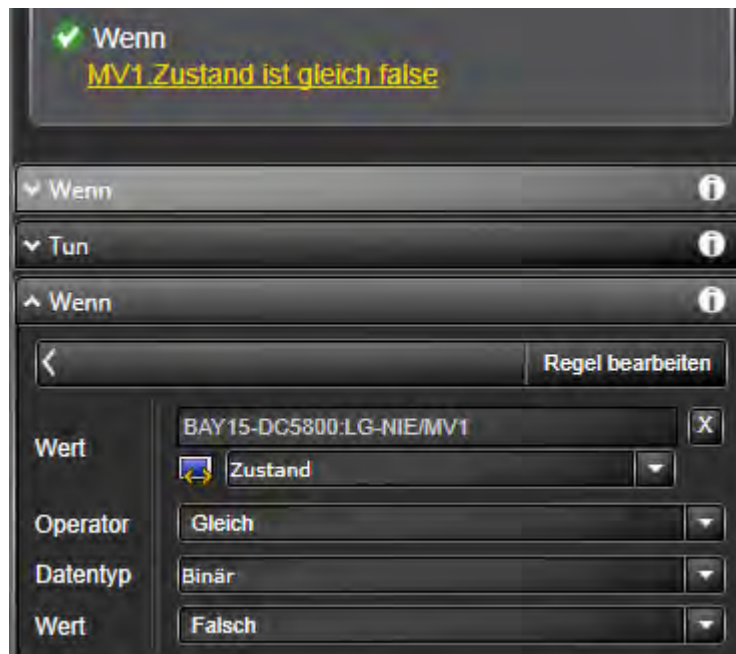 Wenn
MV1.Zustand ist gleich false
Wenn
Tun
Wenn
Regel bearbeiten
Wert
BAY15-DC5800:LG-NIE/MV1
X
Zustand
Operator
Gleich
Datentyp
Binär
Wert
Falsch